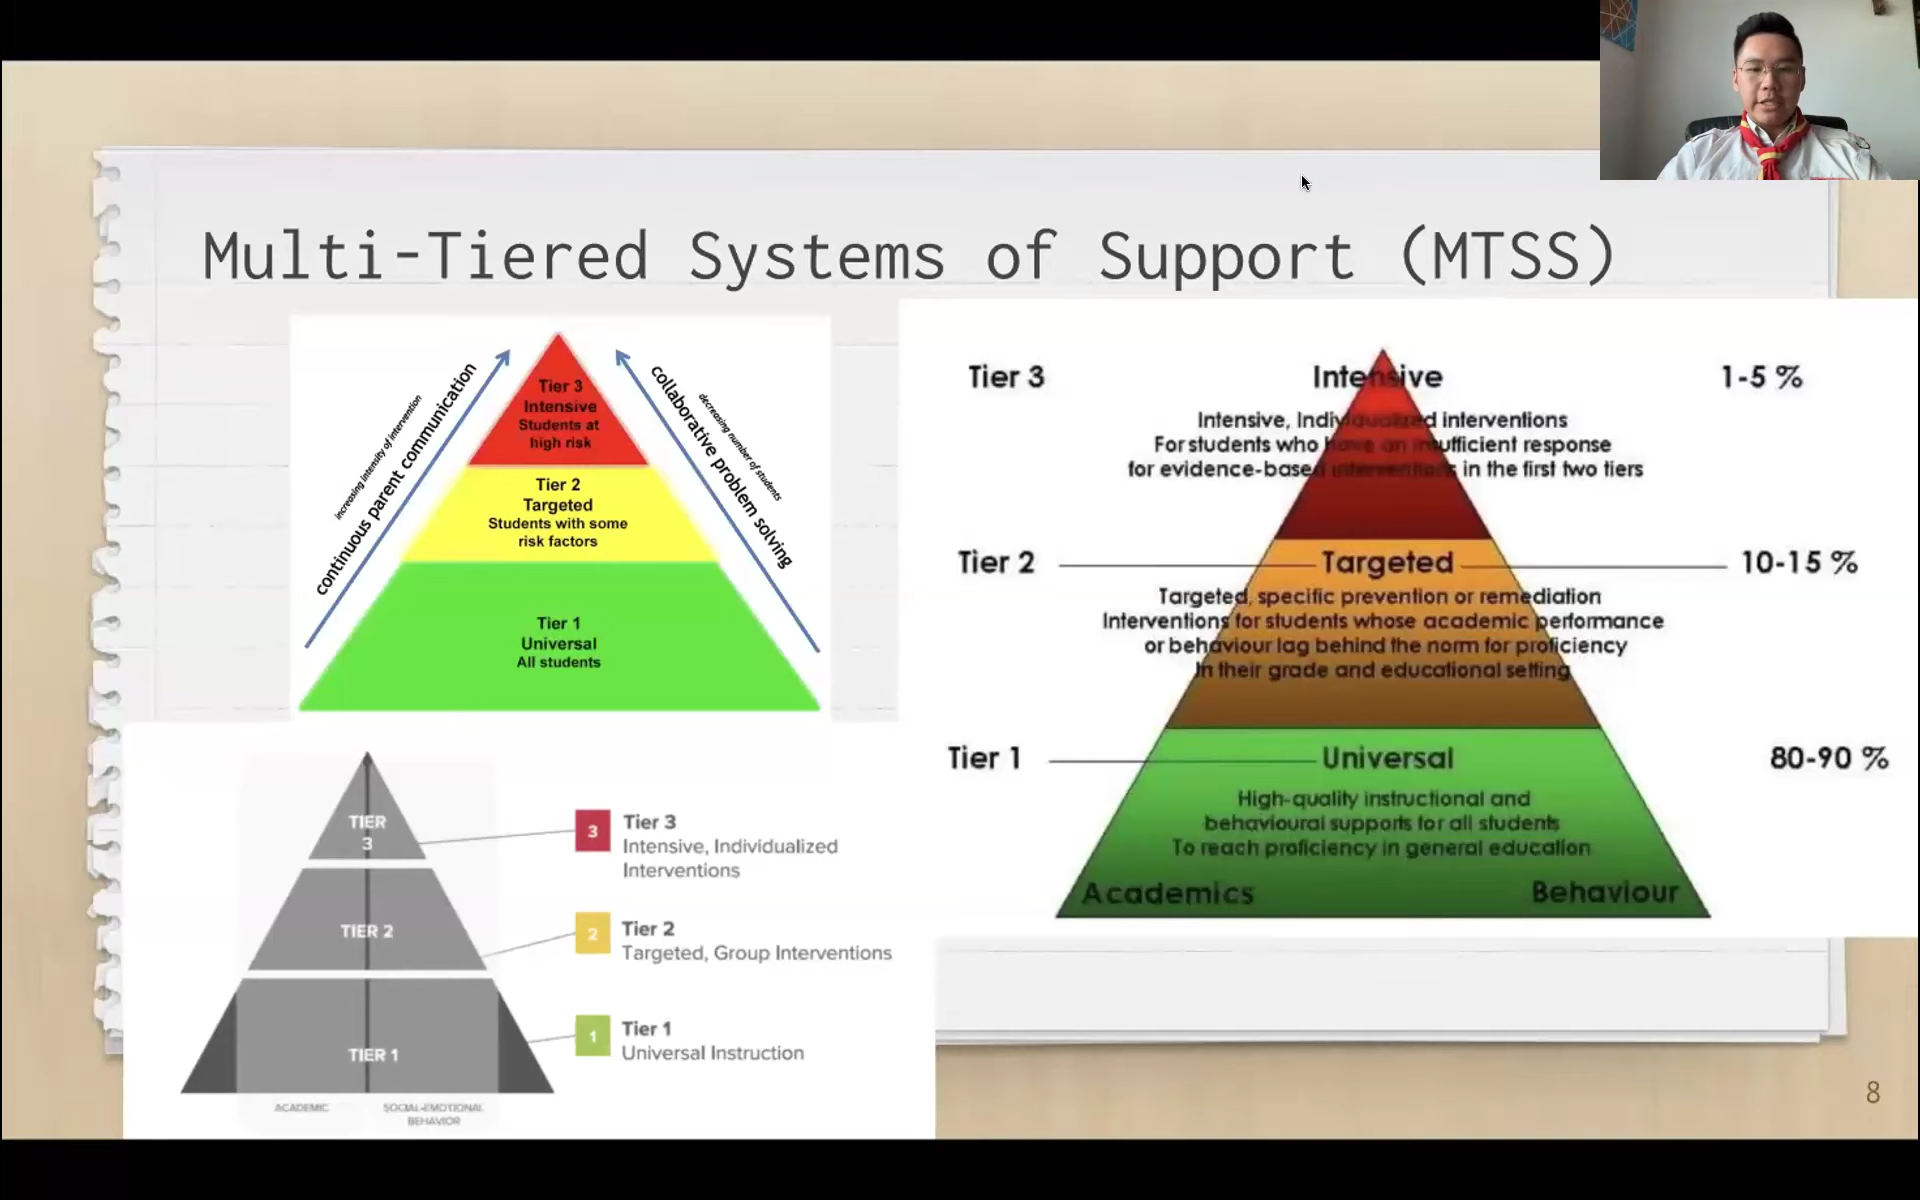 Multi-Tiered Systems of Support (MTSS)
increasing intensity of intervention
continuous parent communication
collaborative problem solving
decreasing number of students
Tier 3
Intensive
Students at
high risk
Tier 2
Targeted
Students with some
risk factors
Tier 1
Universal
All students
Tier 3 Intensive 1-5 %
Intensive, Individualized interventions
For students who have an insufficient response
for evidence-based interventions in the first two tiers
Tier 2 Targeted 10-15 %
Targeted, specific prevention or remediation
Interventions for students whose academic performance
or behaviour lag behind the norm for proficiency
In their grade and educational setting
Tier 1 Universal 80-90 %
High-quality instructional and
behavioural supports for all students
To reach proficiency in general education
Academics Behaviour
TIER
3
TIER 2
TIER 1
ACADEMIC
SOCIAL-EMOTIONAL
BEHAVIOR
3 Tier 3
Intensive, Individualized
Interventions
2 Tier 2
Targeted, Group Interventions
1 Tier 1
Universal Instruction
8